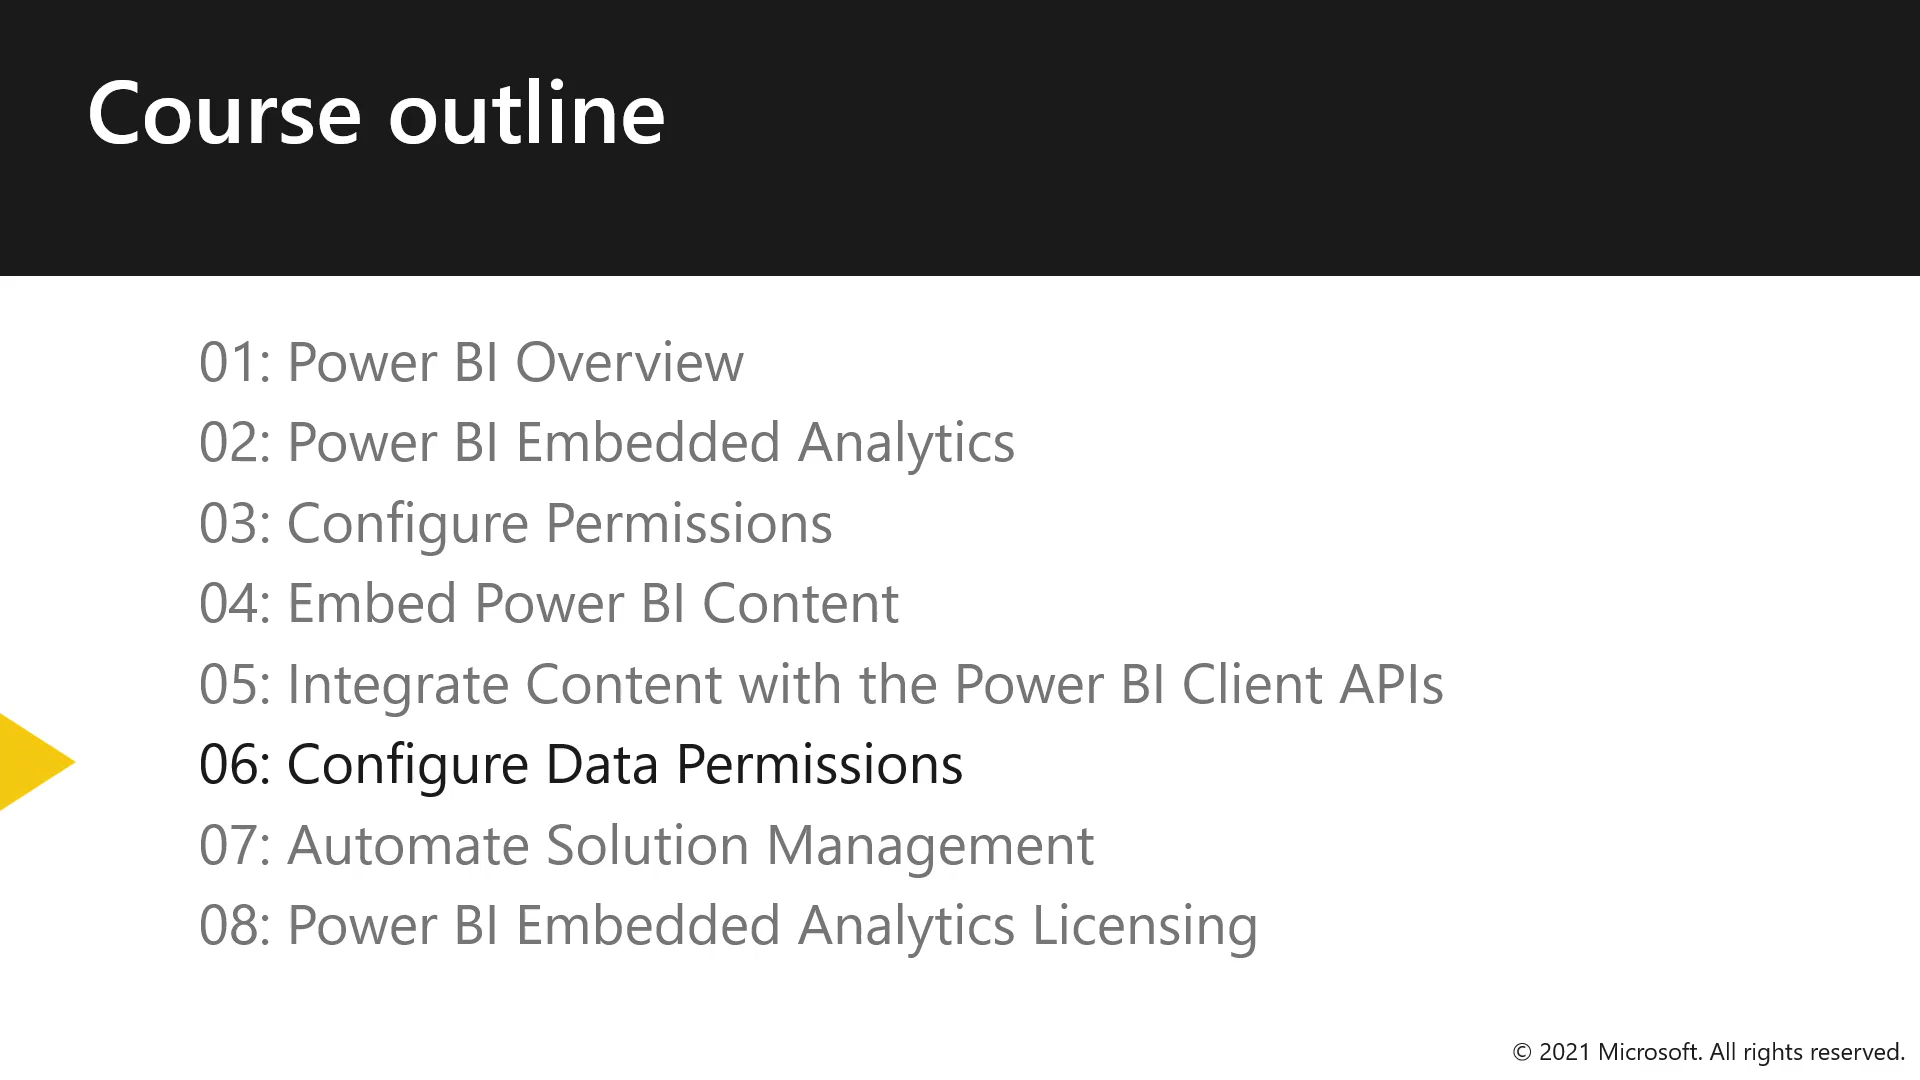 Course outline
01: Power BI Overview
02: Power BI Embedded Analytics
03: Configure Permissions
04: Embed Power BI Content
05: Integrate Content with the Power BI Client APIs
06: Configure Data Permissions
07: Automate Solution Management
08: Power BI Embedded Analytics Licensing
© 2021 Microsoft. All rights reserved.